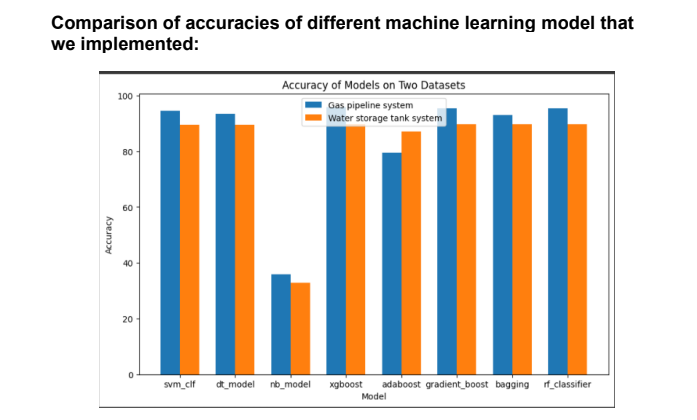 Comparison of accuracies of different machine learning model that
we implemented:
Accuracy of Models on Two Datasets
Gas pipeline system
Water storage tank system
100
80
60
40
20
0
Accuracy
svm_clf dt_model nb_model xgboost adaboost gradient_boost bagging rf_classifier
Model